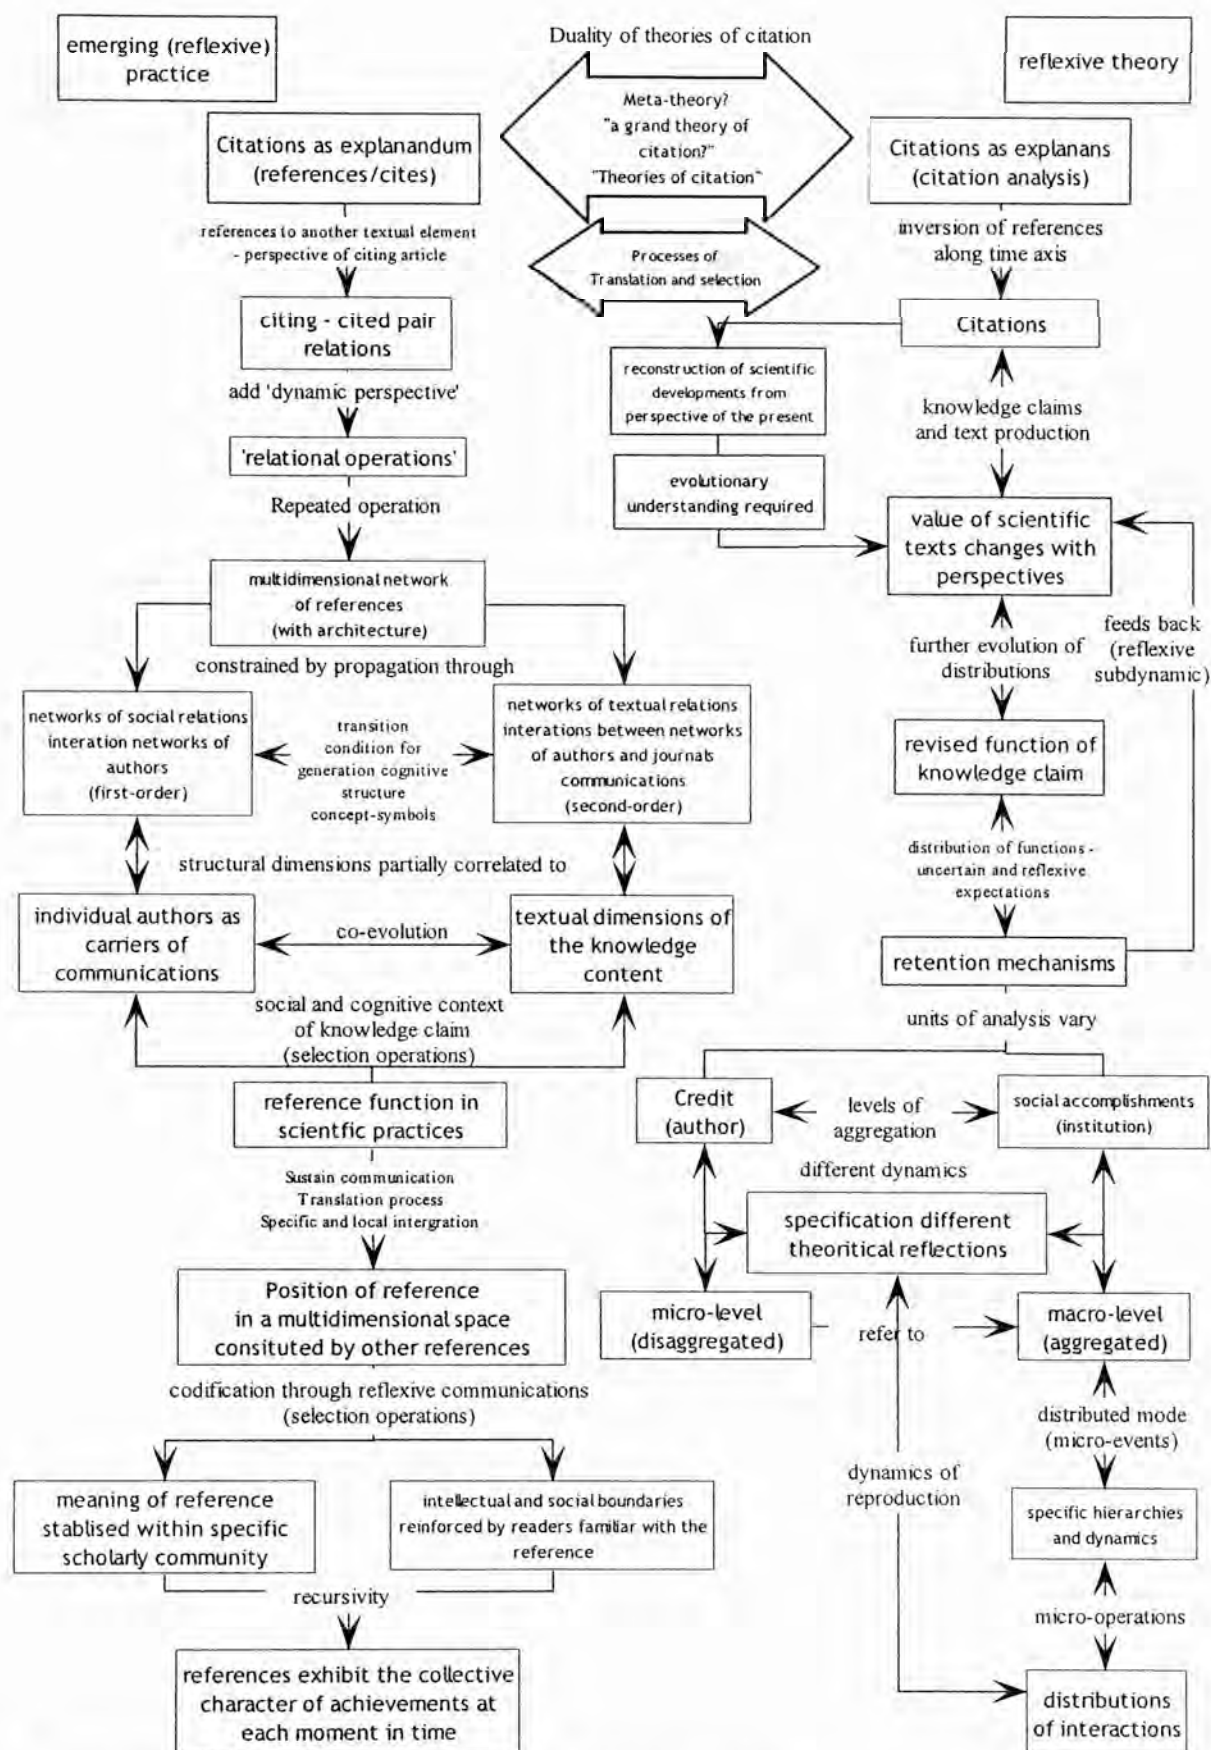 emerging (reflexive)
practice
Duality of theories of citation
reflexive theory
Meta-theory?
"a grand theory of
citation?"
"Theories of citation"
Citations as explanandum
(references/cites)
Citations as explanans
(citation analysis)
references to another textual element
- perspective of citing article
Processes of
Translation and selection
inversion of references
along time axis
citing - cited pair
relations
Citations
reconstruction of scientific
developments from
perspective of the present
add 'dynamic perspective'
knowledge claims
and text production
'relational operations'
evolutionary
understanding required
Repeated operation
value of scientific
texts changes with
perspectives
multidimensional network
of references
(with architecture)
feeds back
(reflexive
subdynamic)
further evolution of
distributions
constrained by propagation through
networks of social relations
interation networks of
authors
(first-order)
transition
condition for
generation cognitive
structure
concept-symbols
networks of textual relations
interations between networks
of authors and journals
communications
(second-order)
revised function of
knowledge claim
structural dimensions partially correlated to
distribution of functions -
uncertain and reflexive
expectations
individual authors as
carriers of
communications
co-evolution
textual dimensions of
the knowledge
content
retention mechanisms
social and cognitive context
of knowledge claim
(selection operations)
units of analysis vary
reference function in
scientfic practices
Credit
(author)
levels of
aggregation
social accomplishments
(institution)
Sustain communication
Translation process
Specific and local intergration
different dynamics
specification different
theoritical reflections
Position of reference
in a multidimensional space
consituted by other references
micro-level
(disaggregated)
refer to
macro-level
(aggregated)
codification through reflexive communications
(selection operations)
distributed mode
(micro-events)
meaning of reference
stablised within specific
scholarly community
intellectual and social boundaries
reinforced by readers familiar with the
reference
dynamics of
reproduction
specific hierarchies
and dynamics
recursivity
micro-operations
references exhibit the collective
character of achievements at
each moment in time
distributions
of interactions